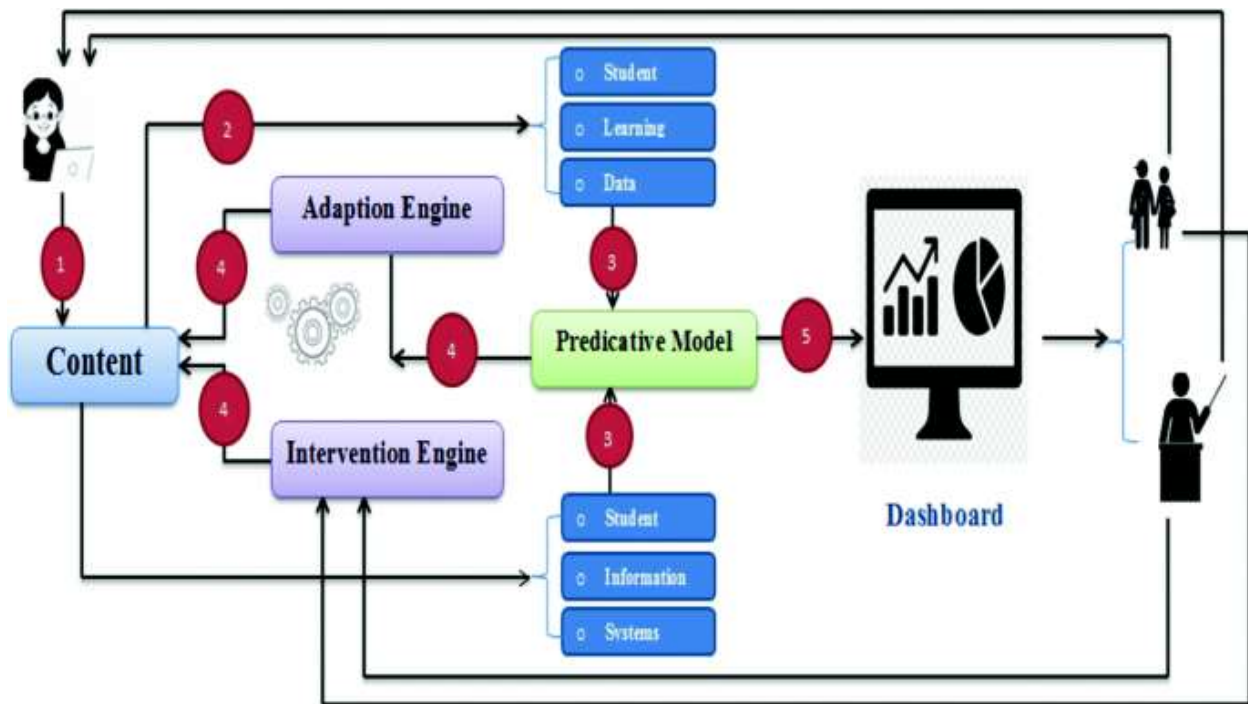 2
o Student
o Learning
o Data
Adaption Engine
1
4
3
Content
4
Predicative Model
5
4
Intervention Engine
3
Dashboard
o Student
o Information
o Systems